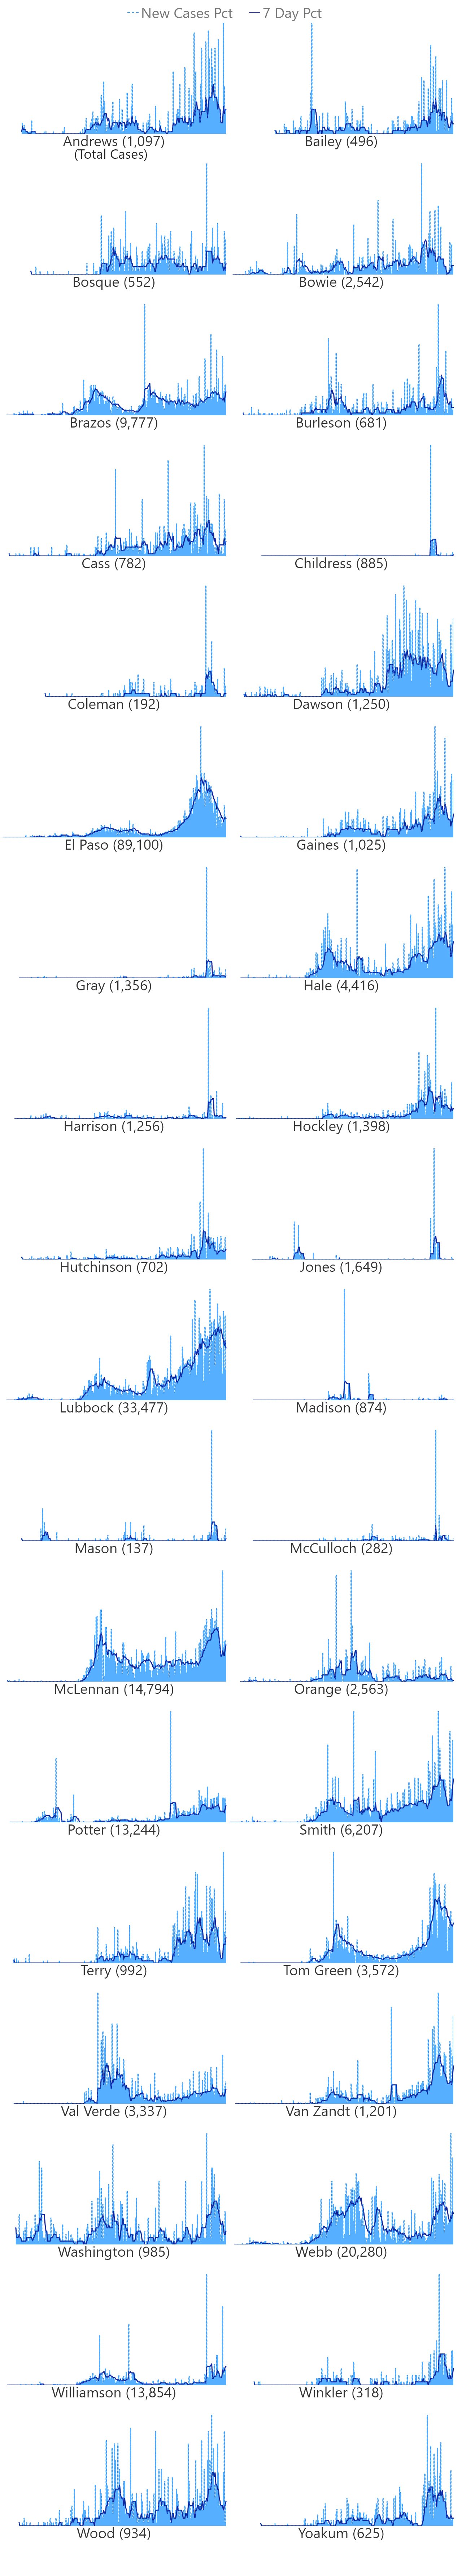 New Cases Pct 7 Day Pct
Andrews (1,097) Bailey (496)
(Total Cases)
Bosque (552) Bowie (2,542)
Brazos (9,777) Burleson (681)
Cass (782) Childress (885)
Coleman (192) Dawson (1,250)
El Paso (89,100) Gaines (1,025)
Gray (1,356) Hale (4,416)
Harrison (1,256) Hockley (1,398)
Hutchinson (702) Jones (1,649)
Lubbock (33,477) Madison (874)
Mason (137) McCulloch (282)
McLennan (14,794) Orange (2,563)
Potter (13,244) Smith (6,207)
Terry (992) Tom Green (3,572)
Val Verde (3,337) Van Zandt (1,201)
Washington (985) Webb (20,280)
Williamson (13,854) Winkler (318)
Wood (934) Yoakum (625)